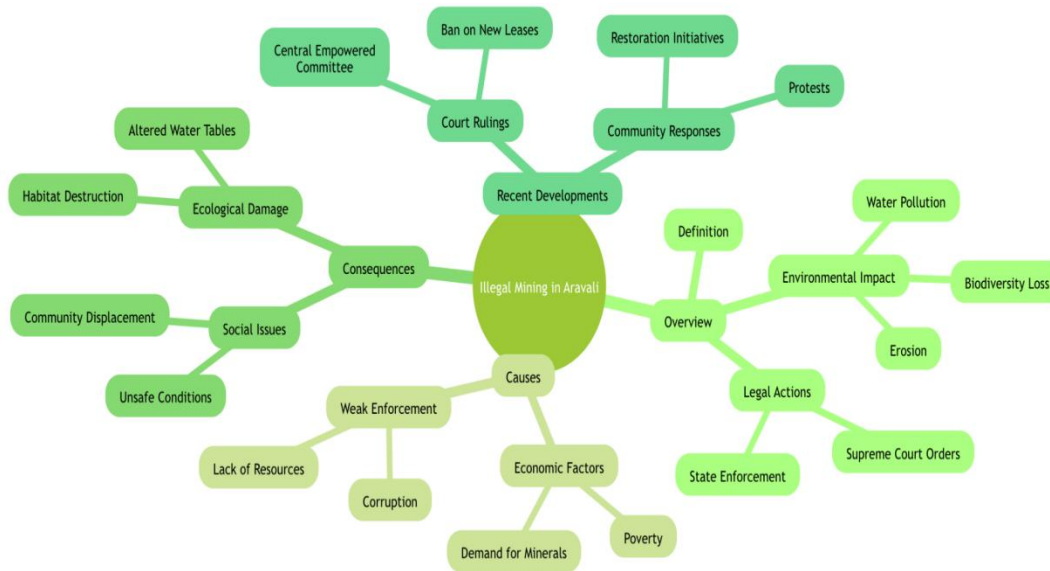 Ban on New Leases
Restoration Initiatives
Central Empowered
Committee
Protests
Court Rulings
Community Responses
Altered Water Tables
Recent Developments
Habitat Destruction
Ecological Damage
Water Pollution
Definition
Consequences
Environmental Impact
Biodiversity Loss
Illegal Mining in Aravali
Community Displacement
Social Issues
Overview
Erosion
Unsafe Conditions
Causes
Legal Actions
Weak Enforcement
Lack of Resources
Economic Factors
Supreme Court Orders
State Enforcement
Corruption
Demand for Minerals
Poverty